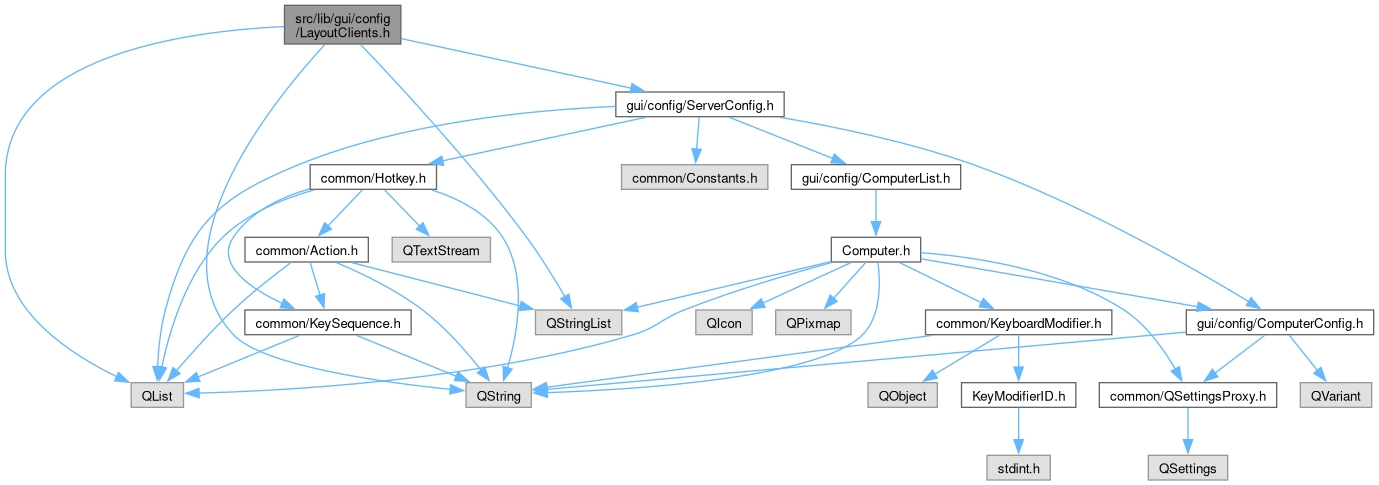 src/lib/gui/config
/LayoutClients.h
gui/config/ServerConfig.h
common/Hotkey.h
common/Constants.h
gui/config/ComputerList.h
common/Action.h
QTextStream
Computer.h
common/KeySequence.h
QStringList
QIcon
QPixmap
common/KeyboardModifier.h
gui/config/ComputerConfig.h
QList
QString
QObject
KeyModifierID.h
common/QSettingsProxy.h
QVariant
stdint.h
QSettings